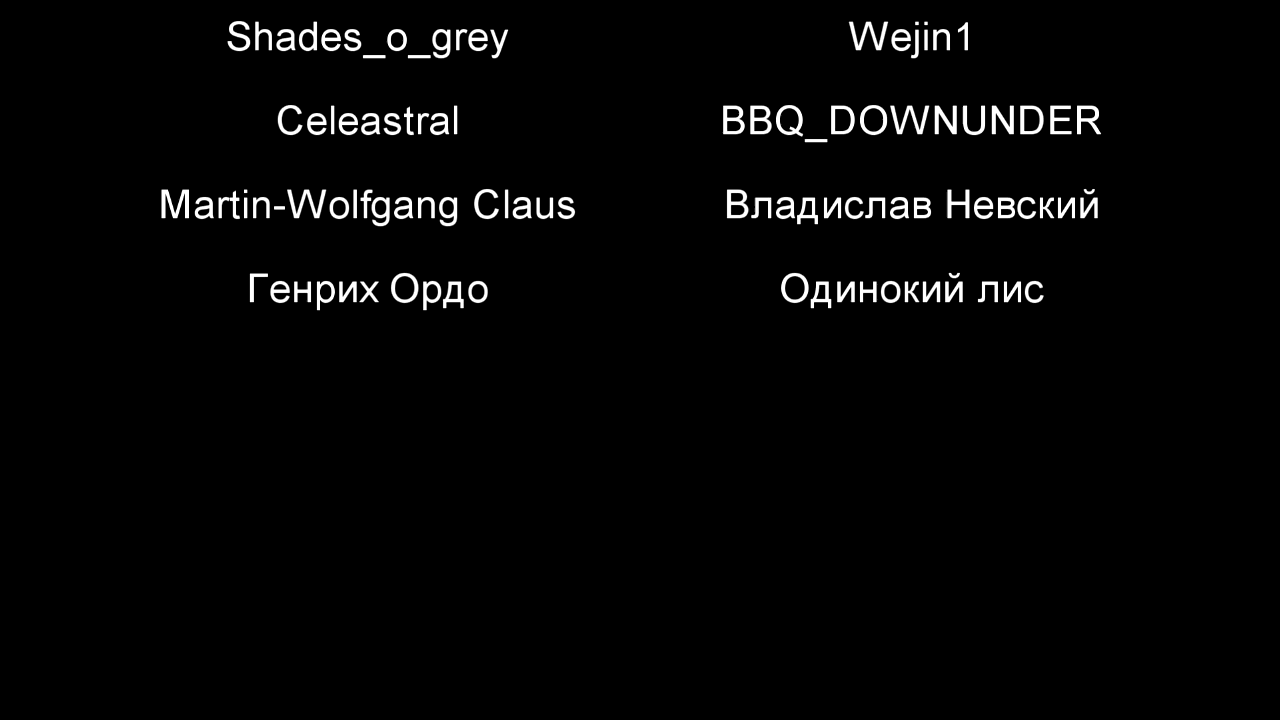 Shades_o_grey Wejin1
Celeastral BBQ_DOWNUNDER
Martin-Wolfgang Claus Владислав Невский
Генрих Ордо Одинокий лис